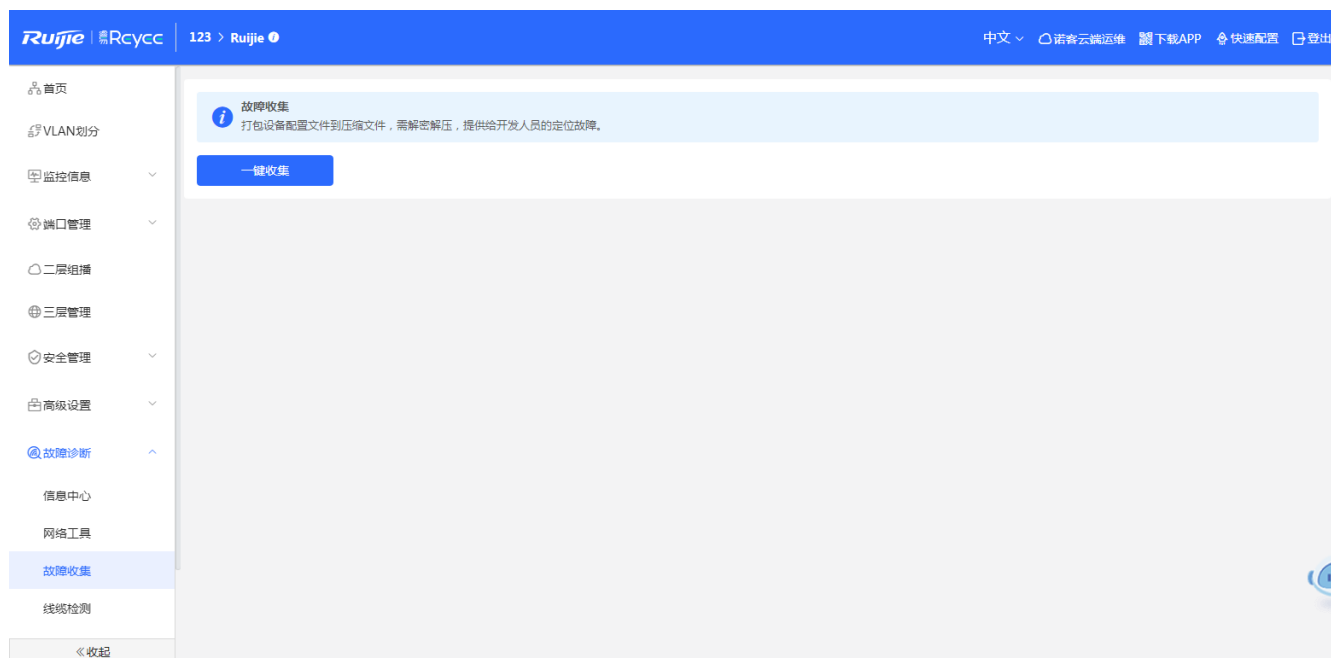 Ruijie 睿易 Rcycc 123 > Ruijie
中文 诺客云端运维 下载APP 快速配置 登出
首页
VLAN划分
监控信息
端口管理
二层组播
三层管理
安全管理
高级设置
故障诊断
信息中心
网络工具
故障收集
线缆检测
收起
故障收集
打包设备配置文件到压缩文件，需解密解压，提供给开发人员的定位故障。
一键收集